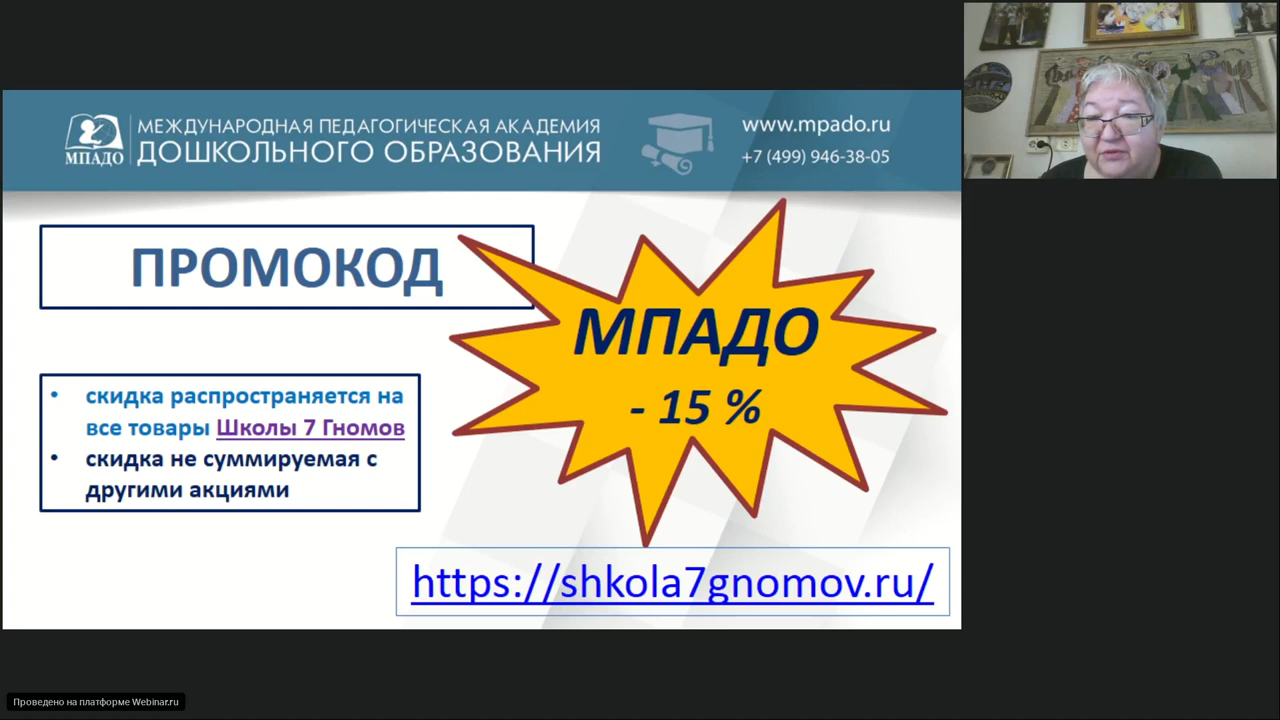 МПАДО
МЕЖДУНАРОДНАЯ ПЕДАГОГИЧЕСКАЯ АКАДЕМИЯ
ДОШКОЛЬНОГО ОБРАЗОВАНИЯ
www.mpado.ru
+7 (499) 946-38-05
ПРОМОКОД
МПАДО
- 15 %
• скидка распространяется на
все товары Школы 7 Гномов
• скидка не суммируемая с
другими акциями
https://shkola7gnomov.ru/
Проведено на платформе Webinar.ru